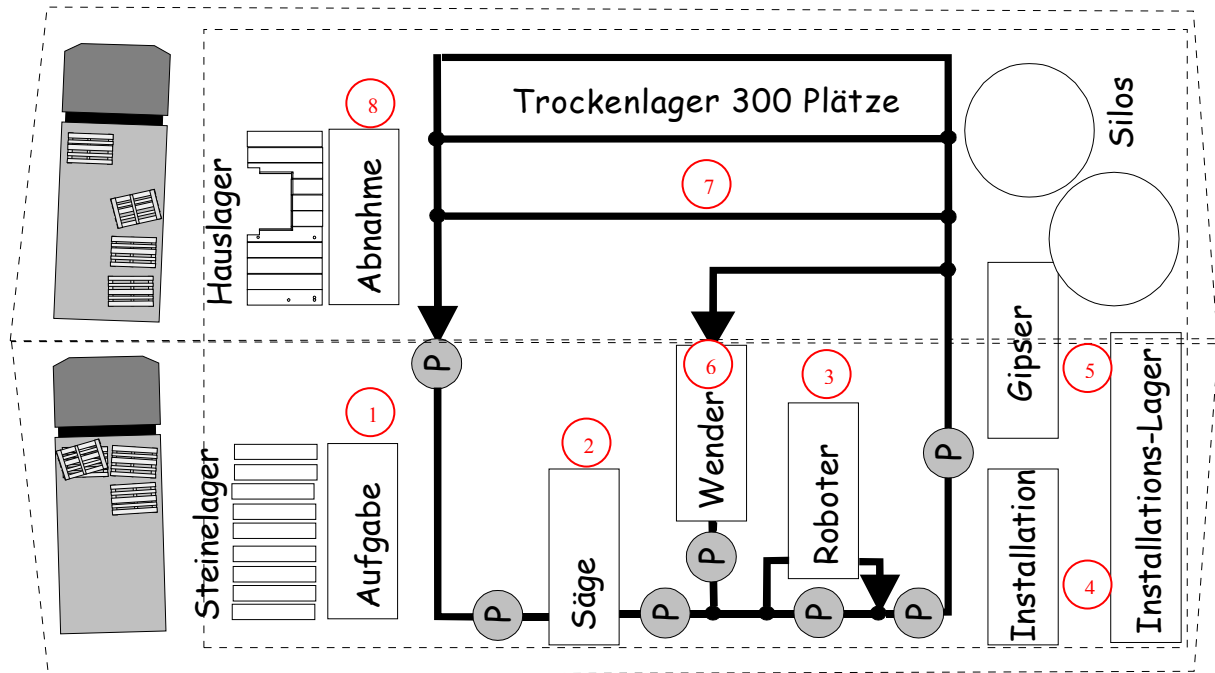 Trockenlager 300 Plätze
Silos
8
Hauslager
Abnahme
7
P
6
Wender
3
Gipser
5
Installations-Lager
1
2
P
Steinelager
Aufgabe
Säge
P
Roboter
Installation
4
P
P
P
P